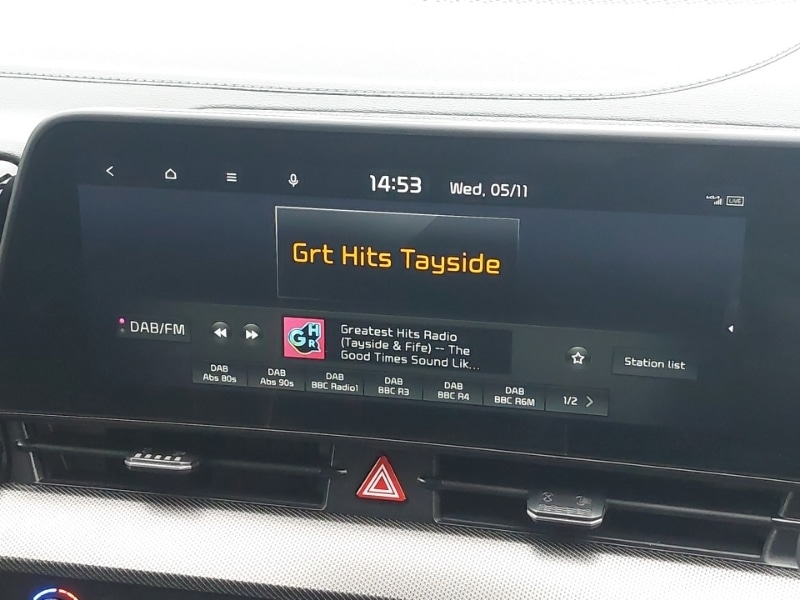 14:53 Wed, 05/11
LIVE
Grt Hits Tayside
DAB/FM
GHR
Greatest Hits Radio
(Tayside & Fife) -- The
Good Times Sound Lik...
Station list
DAB
Abs 80s
DAB
Abs 90s
DAB
BBC Radio1
DAB
BBC R3
DAB
BBC R4
DAB
BBC R6M
1/2 >